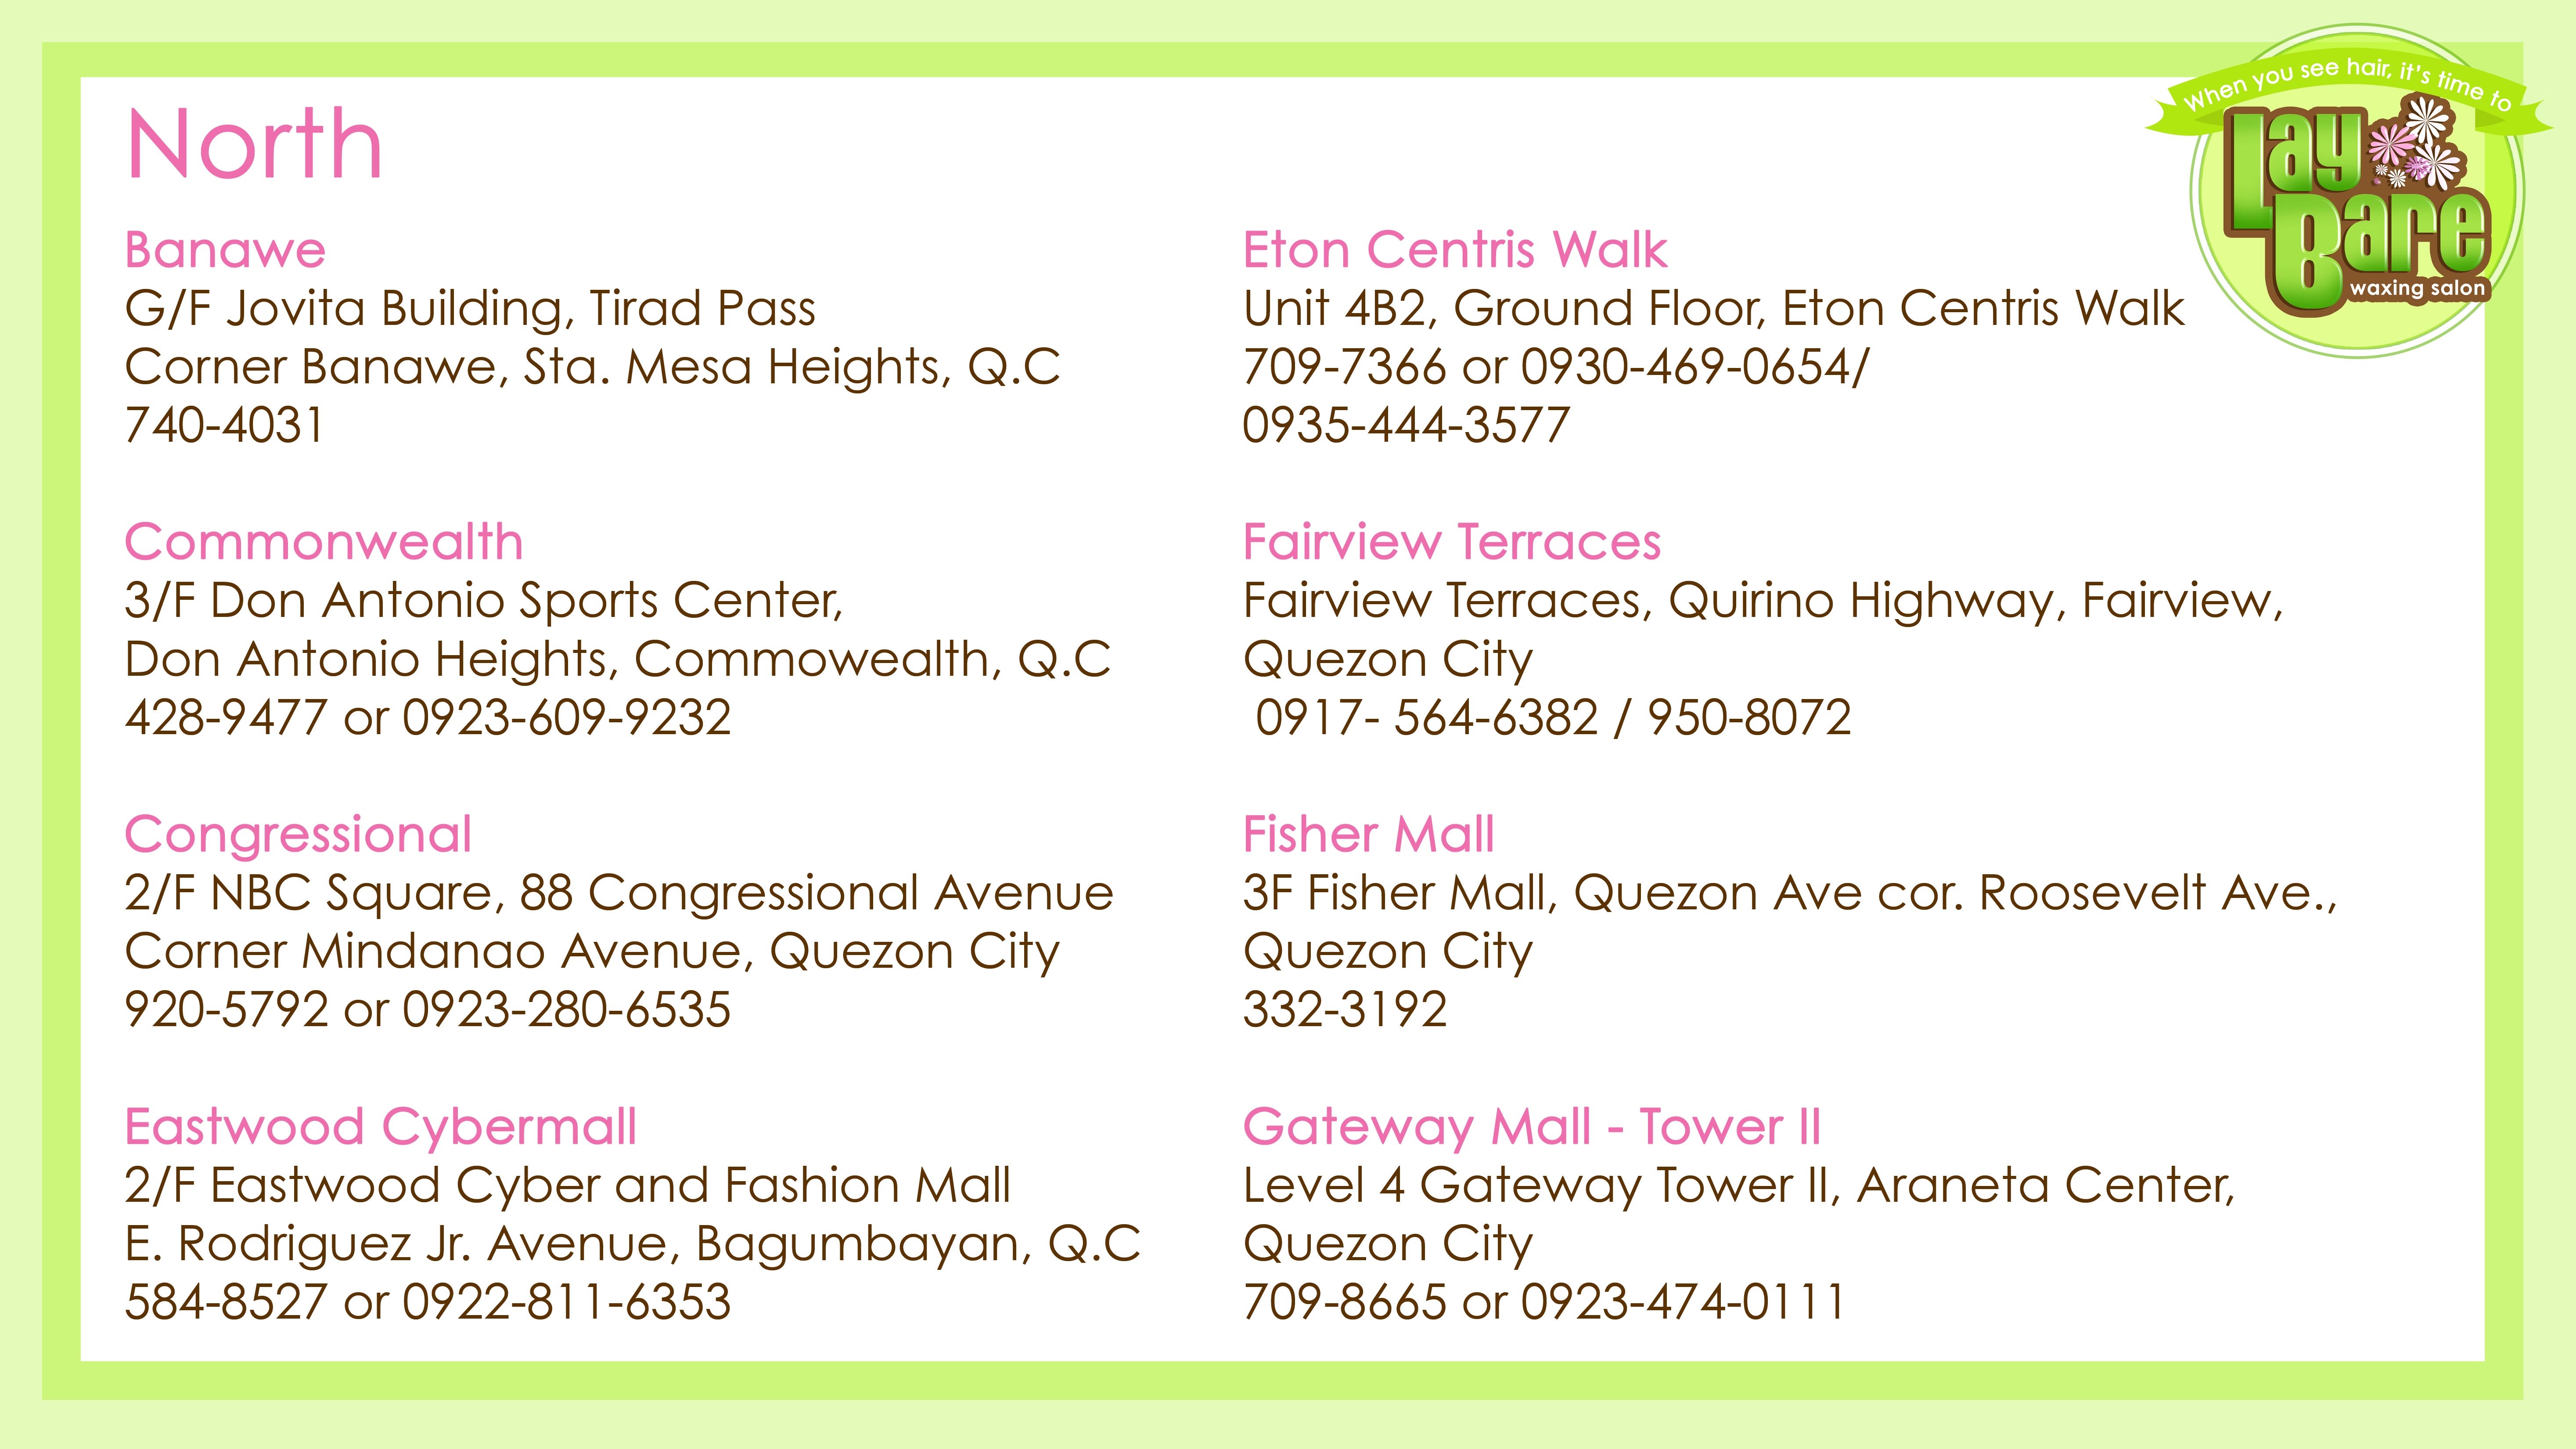 North
Banawe
G/F Jovita Building, Tirad Pass
Corner Banawe, Sta. Mesa Heights, Q.C
740-4031
Commonwealth
3/F Don Antonio Sports Center,
Don Antonio Heights, Commowealth, Q.C
428-9477 or 0923-609-9232
Congressional
2/F NBC Square, 88 Congressional Avenue
Corner Mindanao Avenue, Quezon City
920-5792 or 0923-280-6535
Eastwood Cybermall
2/F Eastwood Cyber and Fashion Mall
E. Rodriguez Jr. Avenue, Bagumbayan, Q.C
584-8527 or 0922-811-6353
Eton Centris Walk
Unit 4B2, Ground Floor, Eton Centris Walk
709-7366 or 0930-469-0654/
0935-444-3577
Fairview Terraces
Fairview Terraces, Quirino Highway, Fairview,
Quezon City
0917- 564-6382 / 950-8072
Fisher Mall
3F Fisher Mall, Quezon Ave cor. Roosevelt Ave.,
Quezon City
332-3192
Gateway Mall - Tower II
Level 4 Gateway Tower II, Araneta Center,
Quezon City
709-8665 or 0923-474-0111
When you see hair, it's time to
Lay
Bare
waxing salon